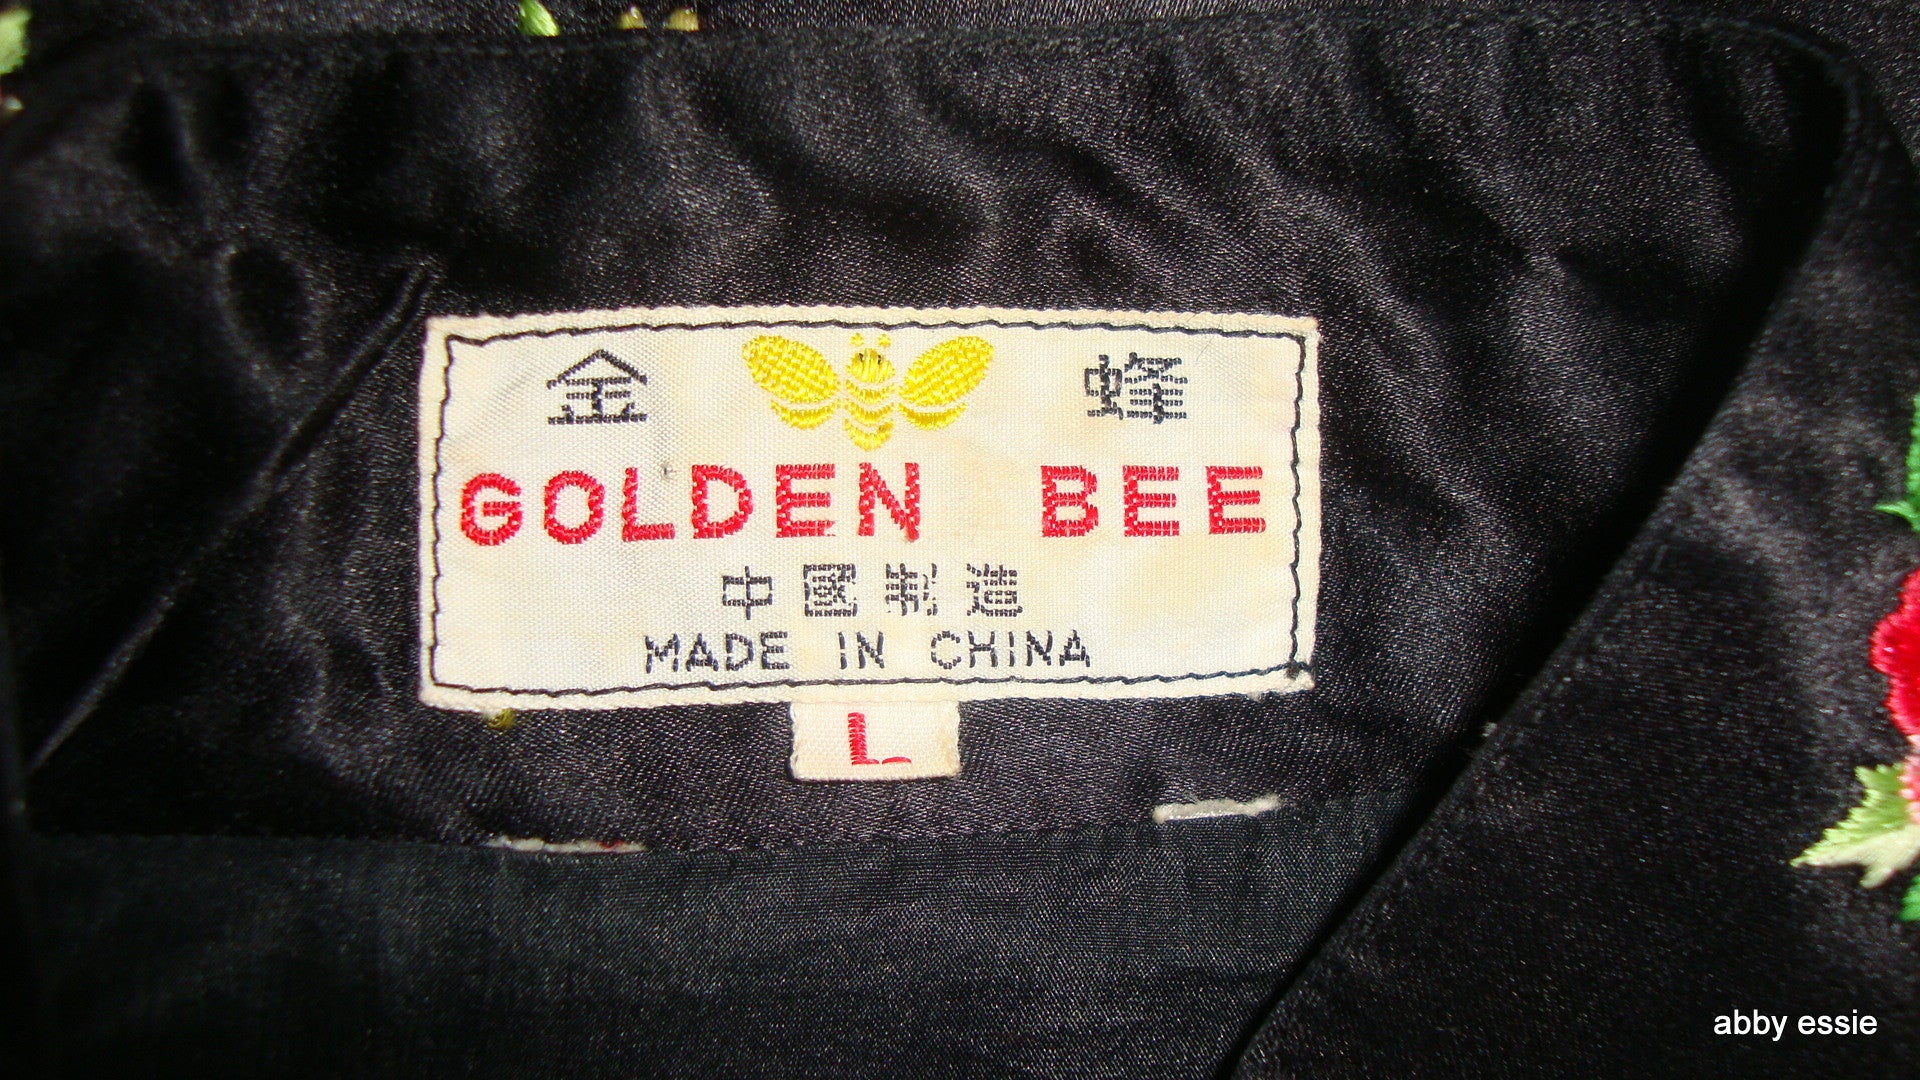 金 蜂
GOLDEN BEE
中國製造
MADE IN CHINA
L
abby essie